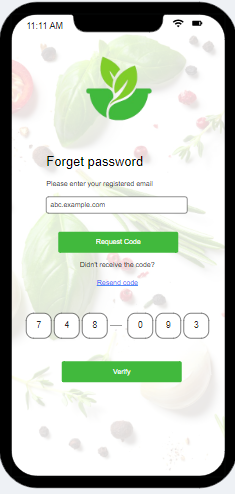 11:11 AM
Forget password
Please enter your registered email
abc.example.com
Request Code
Didn't receive the code?
Resend code
7 4 8 — 0 9 3
Verify